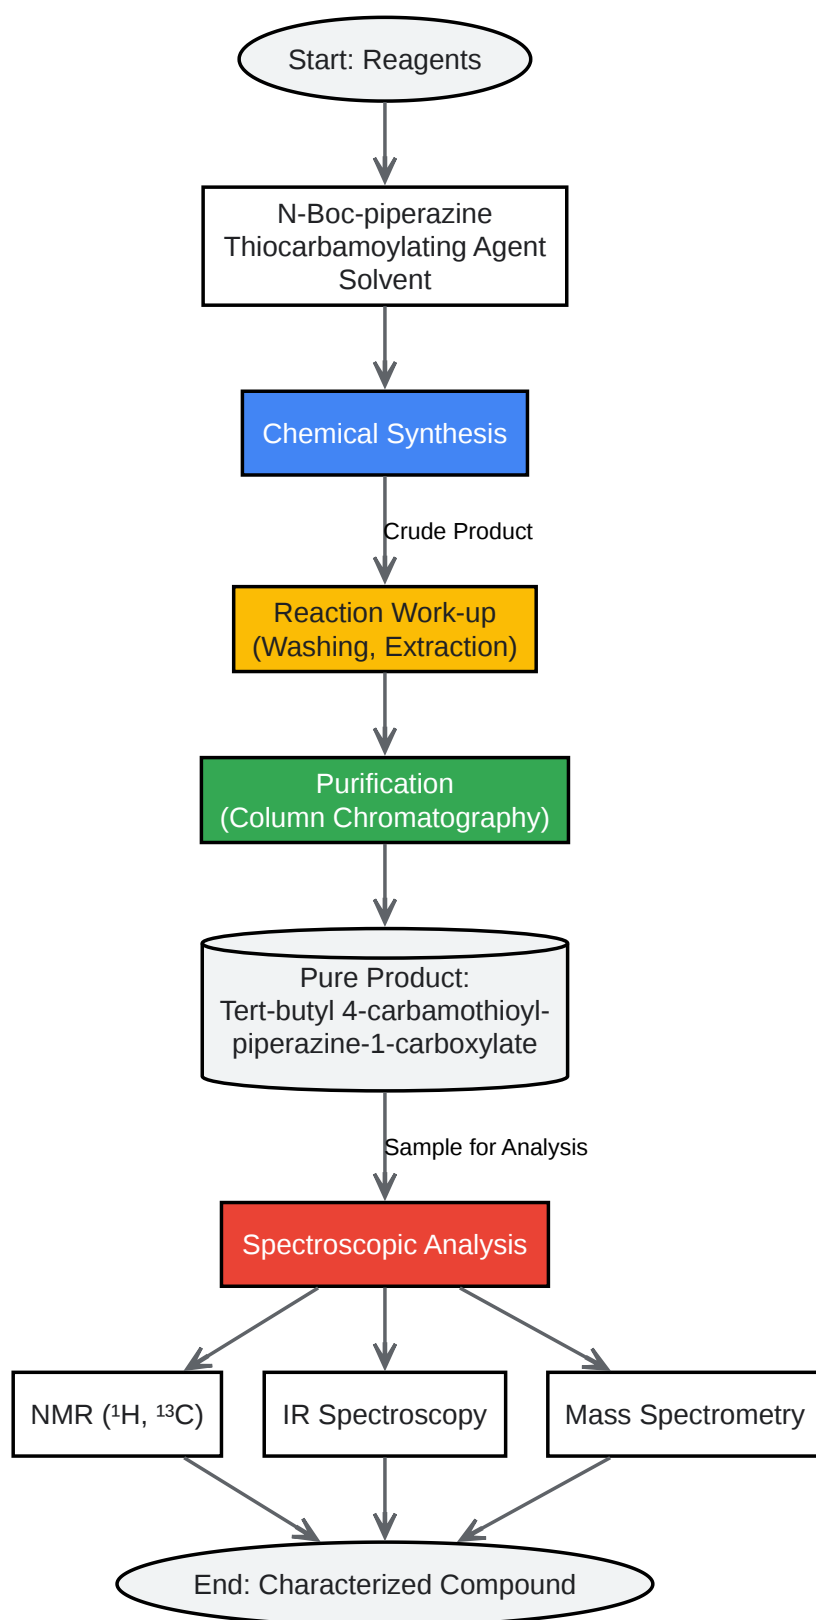 Start: Reagents
N-Boc-piperazine
Thiocarbamoylating Agent
Solvent
Chemical Synthesis
Crude Product
Reaction Work-up
(Washing, Extraction)
Purification
(Column Chromatography)
Pure Product:
Tert-butyl 4-carbamothioyl-
piperazine-1-carboxylate
Sample for Analysis
Spectroscopic Analysis
NMR (¹H, ¹³C)
IR Spectroscopy
Mass Spectrometry
End: Characterized Compound